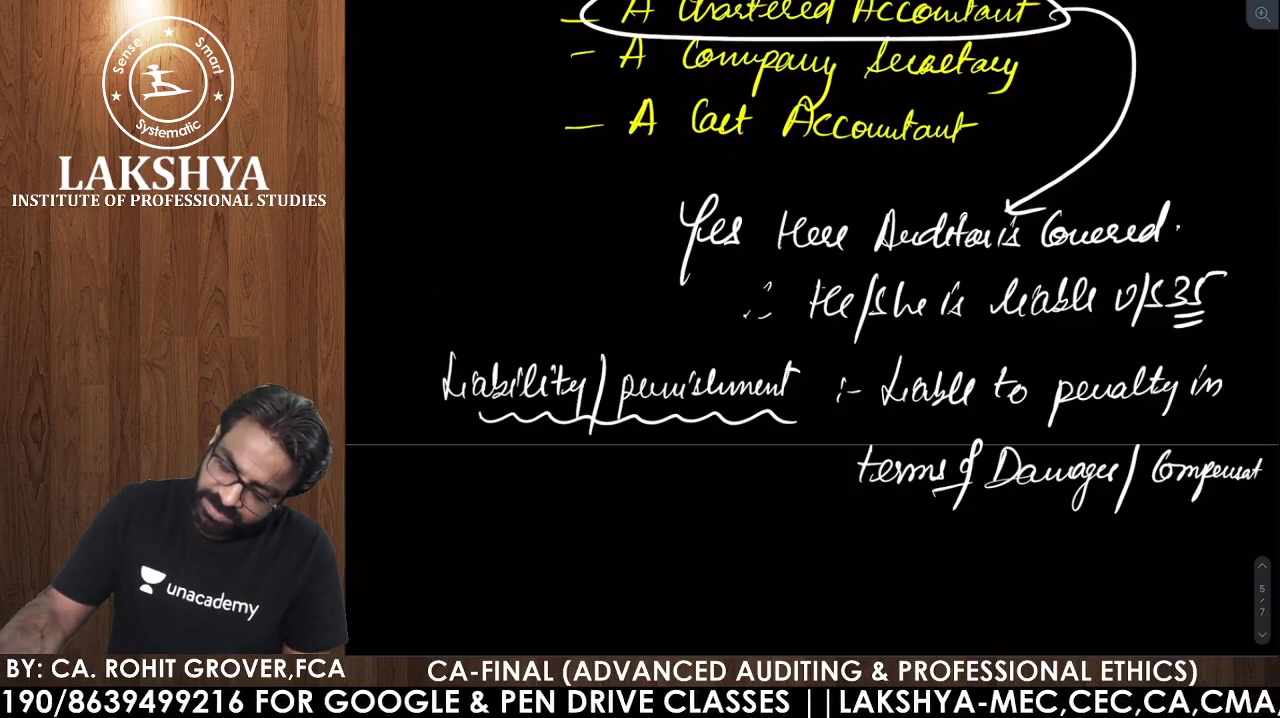 A Chartered Accountant
Sense
Smart
Systematic
LAKSHYA
INSTITUTE OF PROFESSIONAL STUDIES
– A Company Secretary
– A Cost Accountant
Yes Here Auditor is Covered.
∴ He/she is liable u/s 35
Liability/punishment :- Liable to penalty in
terms of Damages/Compensat
unacademy
5
/
7
BY: CA. ROHIT GROVER,FCA
CA-FINAL (ADVANCED AUDITING & PROFESSIONAL ETHICS)
190/8639499216 FOR GOOGLE & PEN DRIVE CLASSES ||LAKSHYA-MEC,CEC,CA,CMA,